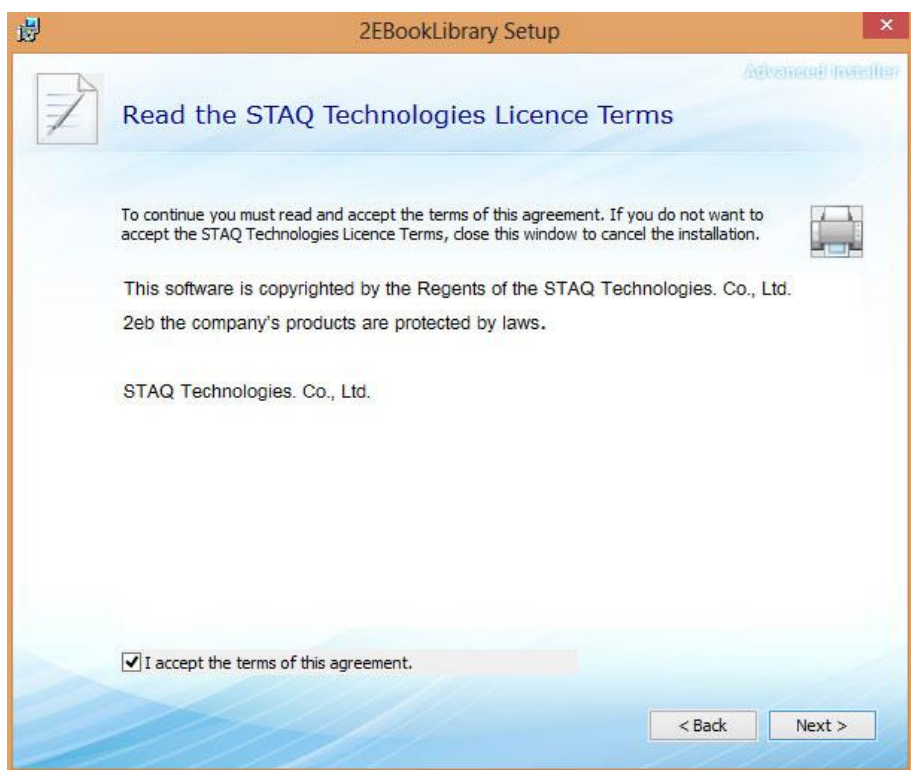 2EBookLibrary Setup
Advanced Installer
Read the STAQ Technologies Licence Terms
To continue you must read and accept the terms of this agreement. If you do not want to
accept the STAQ Technologies Licence Terms, close this window to cancel the installation.
This software is copyrighted by the Regents of the STAQ Technologies. Co., Ltd.
2eb the company's products are protected by laws.
STAQ Technologies. Co., Ltd.
I accept the terms of this agreement.
< Back Next >